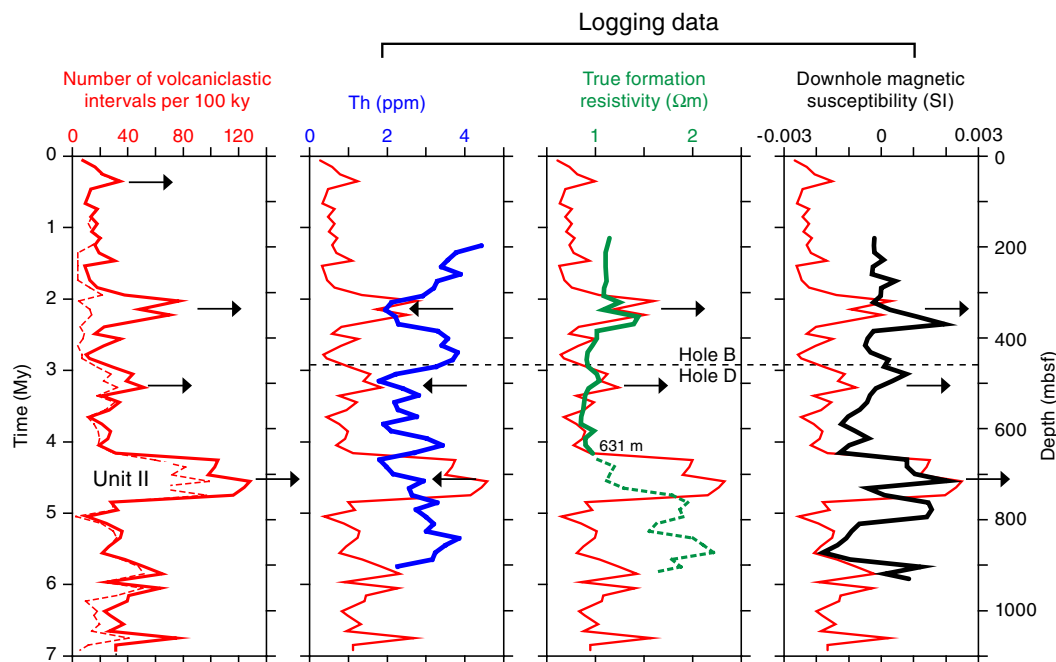 Logging data
Number of volcaniclastic
intervals per 100 ky
Th (ppm)
True formation
resistivity (Ωm)
Downhole magnetic
susceptibility (SI)
0 40 80 120
0 2 4
1 2
-0.003 0 0.003
Time (My)
0
1
2
3
4
5
6
7
Unit II
Hole B
Hole D
631 m
0
200
400
600
800
1000
Depth (mbsf)